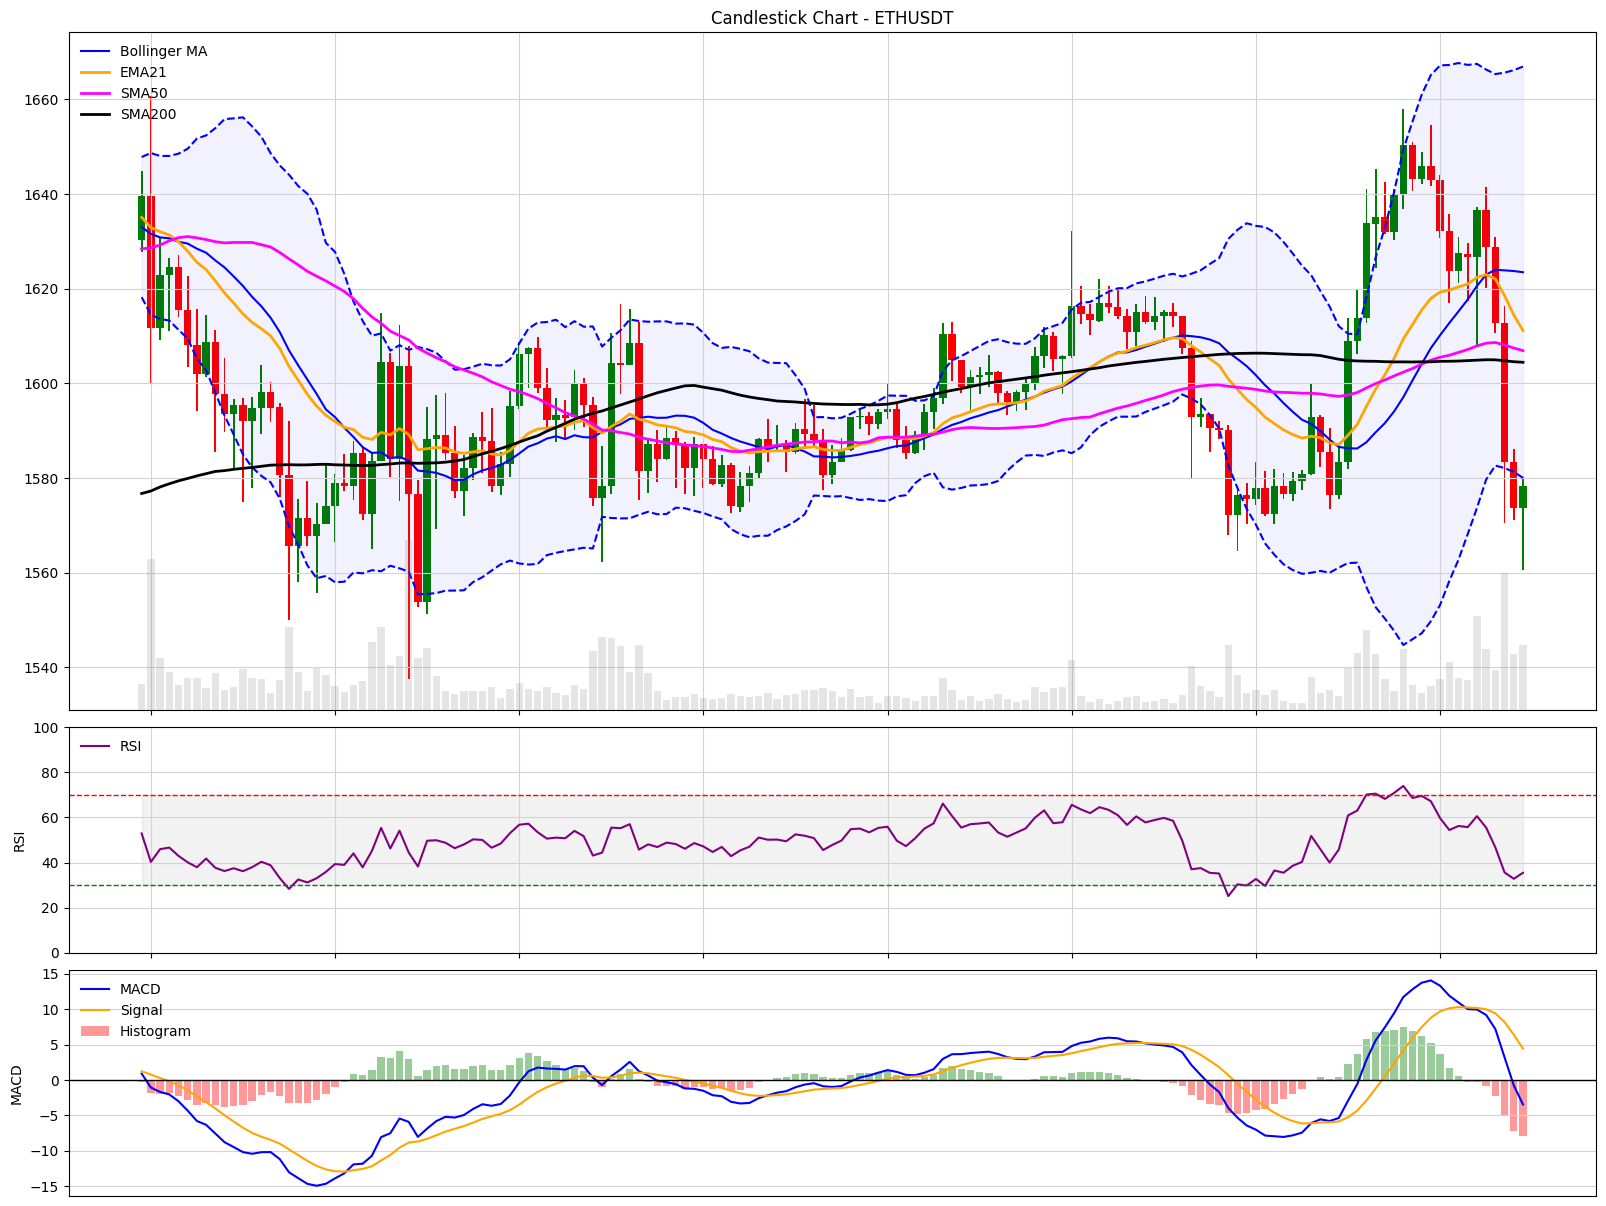 Candlestick Chart - ETHUSDT
Bollinger MA
EMA21
SMA50
SMA200
1660
1640
1620
1600
1580
1560
1540
RSI
100
80
60
40
20
0
RSI
MACD
Signal
Histogram
15
10
5
0
−5
−10
−15
MACD